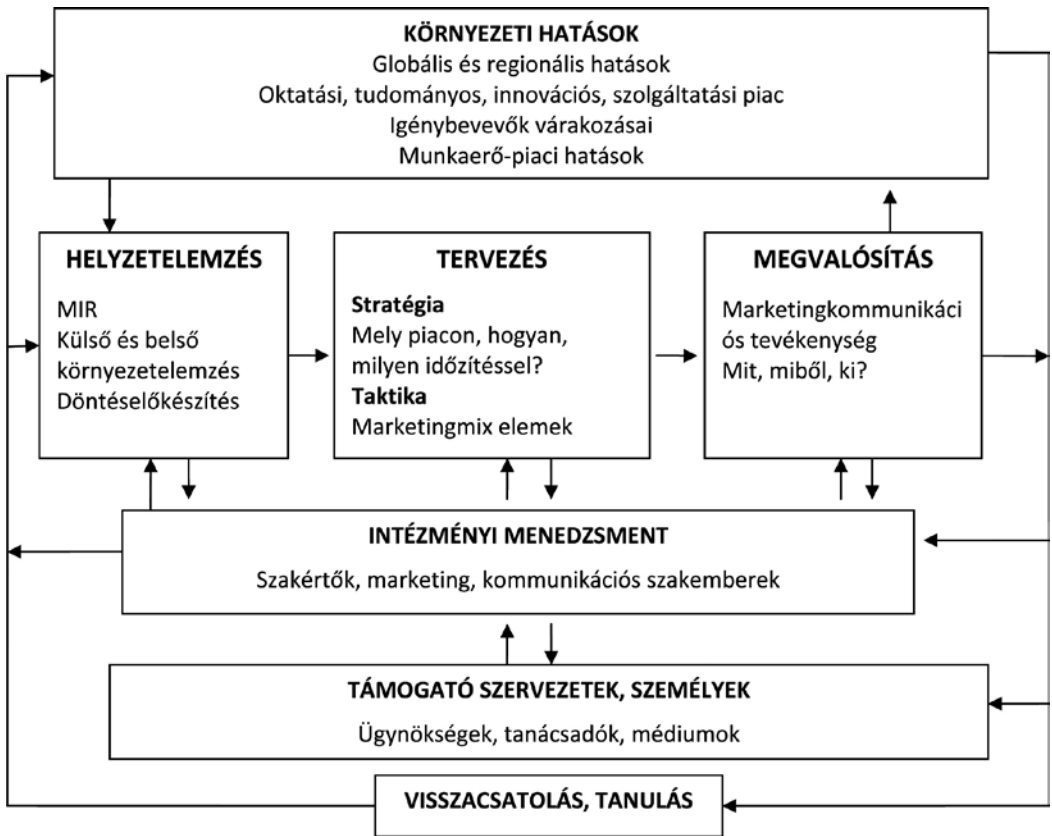 KÖRNYEZETI HATÁSOK
Globális és regionális hatások
Oktatási, tudományos, innovációs, szolgáltatási piac
Igénybevevők várakozásai
Munkaerő-piaci hatások
HELYZETELEMZÉS
MIR
Külső és belső
környezetelemzés
Döntéselőkészítés
TERVEZÉS
Stratégia
Mely piacon, hogyan,
milyen időzítéssel?
Taktika
Marketingmix elemek
MEGVALÓSÍTÁS
Marketingkommunikáci
ós tevékenység
Mit, miből, ki?
INTÉZMÉNYI MENEDZSMENT
Szakértők, marketing, kommunikációs szakemberek
TÁMOGATÓ SZERVEZETEK, SZEMÉLYEK
Ügynökségek, tanácsadók, médiumok
VISSZACSATOLÁS, TANULÁS